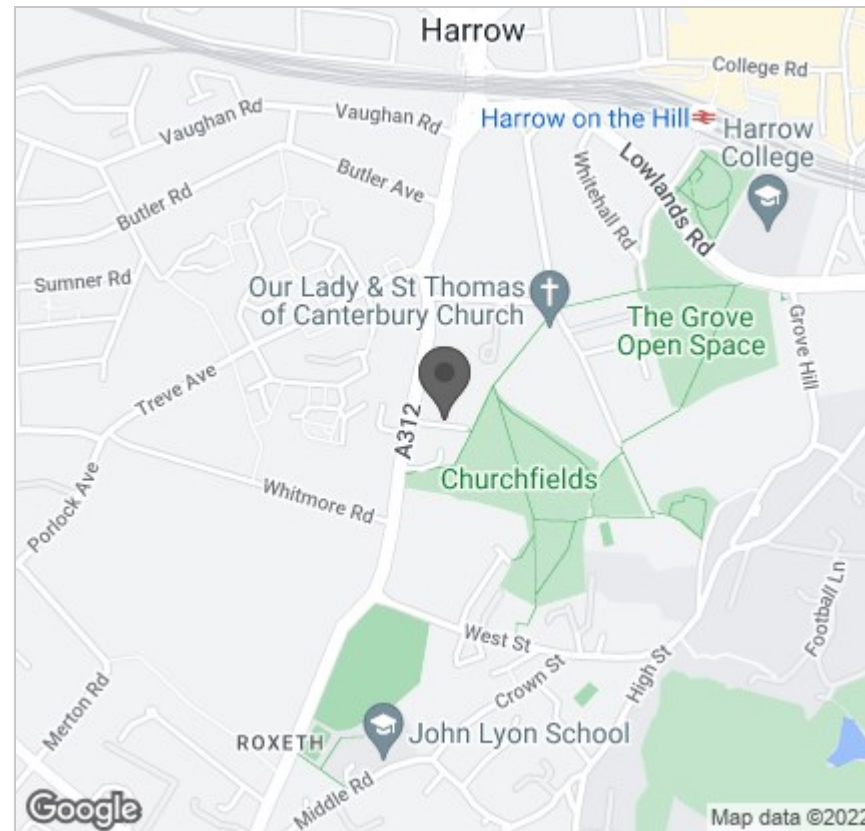 Harrow
College Rd
Vaughan Rd
Vaughan Rd
Harrow on the Hill
Harrow
College
Butler Ave
Whitehall Rd
Lowlands Rd
Butler Rd
Sumner Rd
Our Lady & St Thomas
of Canterbury Church
The Grove
Open Space
Grove Hill
Treve Ave
A312
Churchfields
Porlock Ave
Whitmore Rd
Football Ln
West St
Crown St
High St
Merton Rd
ROXETH
John Lyon School
Middle Rd
Google
Map data ©2022